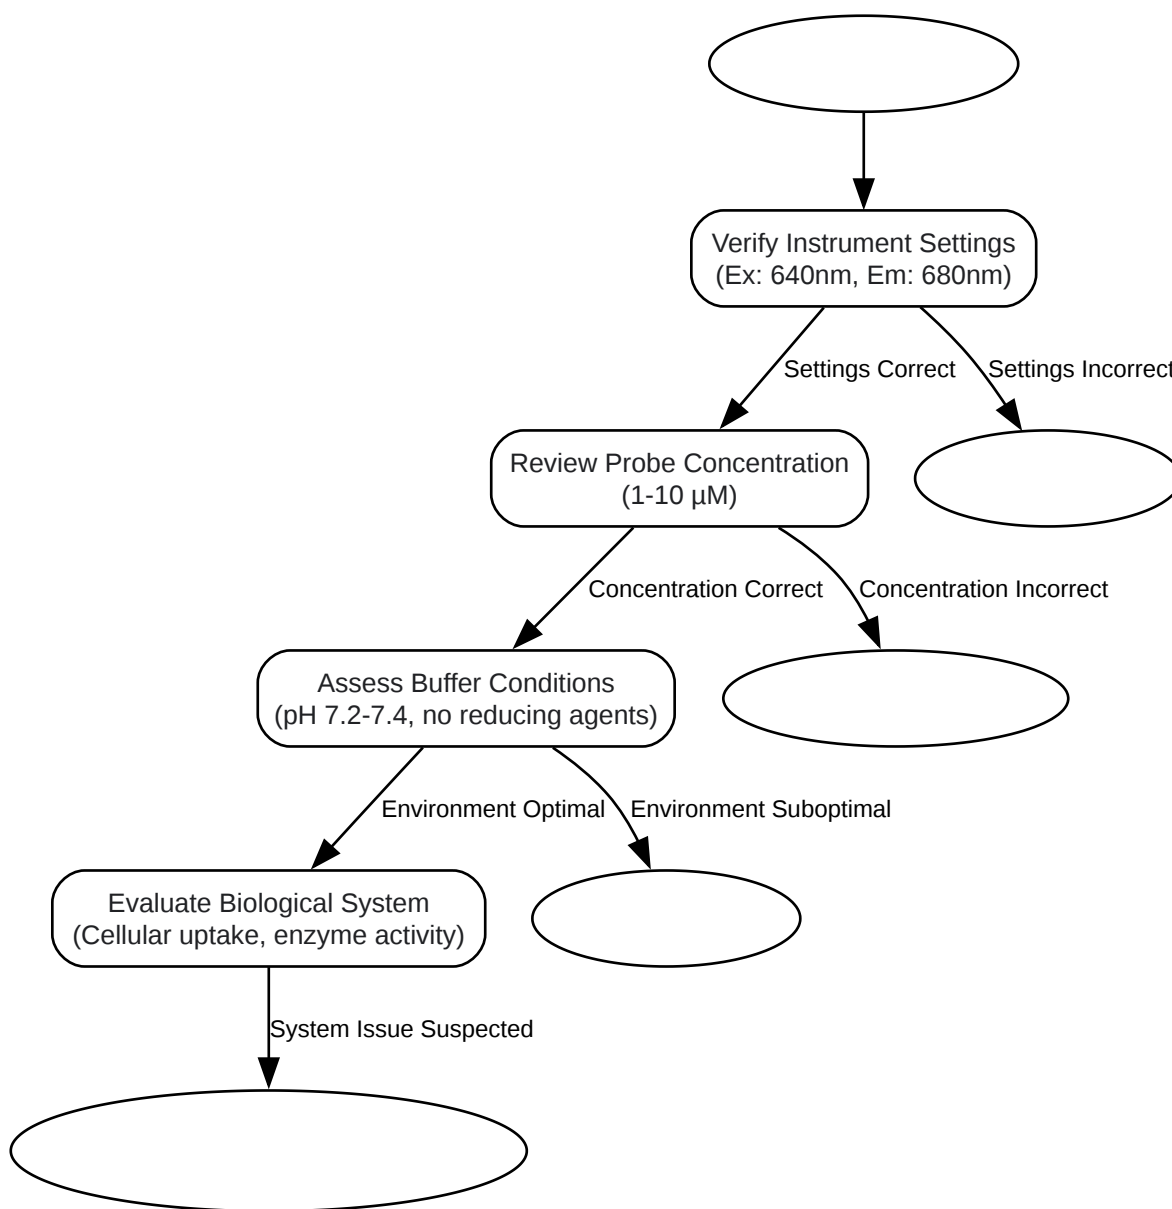 Verify Instrument Settings
(Ex: 640nm, Em: 680nm)
Settings Correct
Settings Incorrect
Review Probe Concentration
(1-10 µM)
Concentration Correct
Concentration Incorrect
Assess Buffer Conditions
(pH 7.2-7.4, no reducing agents)
Environment Optimal
Environment Suboptimal
Evaluate Biological System
(Cellular uptake, enzyme activity)
System Issue Suspected